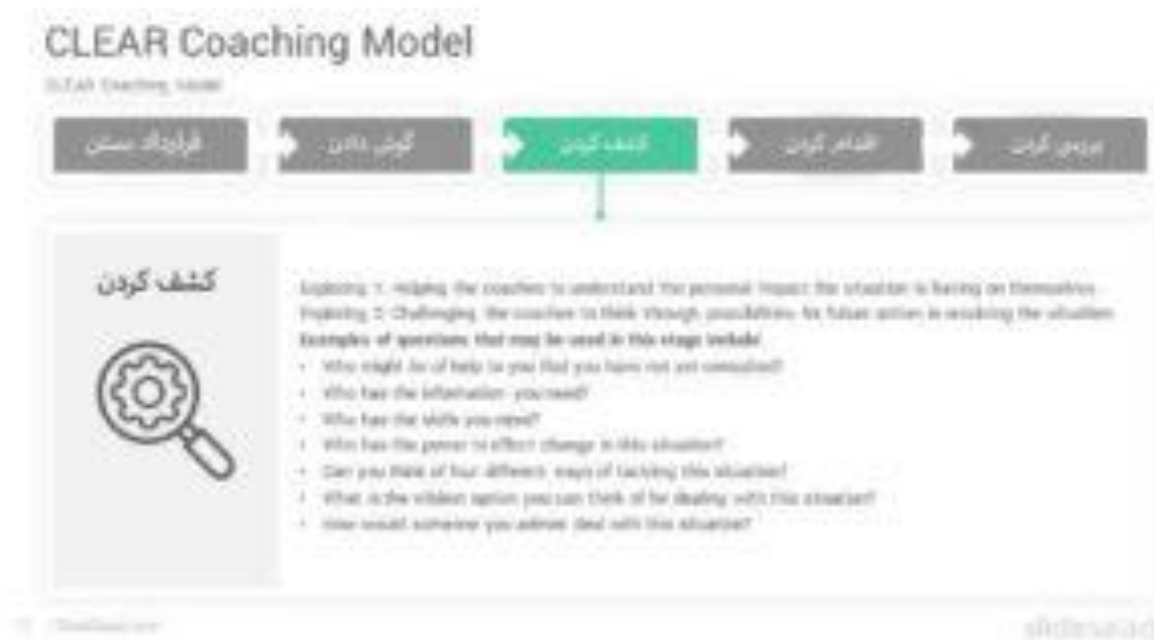 CLEAR Coaching Model
CLEAR Coaching Model
قرارداد بستن
گوش دادن
کشف کردن
اقدام کردن
بررسی کردن
کشف کردن
Exploring 1: Helping the coachee to understand the personal impact the situation is having on themselves.
Exploring 2: Challenging the coachee to think through possibilities for future action in resolving the situation.
Examples of questions that may be used in this stage include:
• Who might be of help to you that you have not yet consulted?
• Who has the information you need?
• Who has the skills you need?
• Who has the power to effect change in this situation?
• Can you think of four different ways of tackling this situation?
• What is the wildest option you can think of for dealing with this situation?
• How would someone you admire deal with this situation?